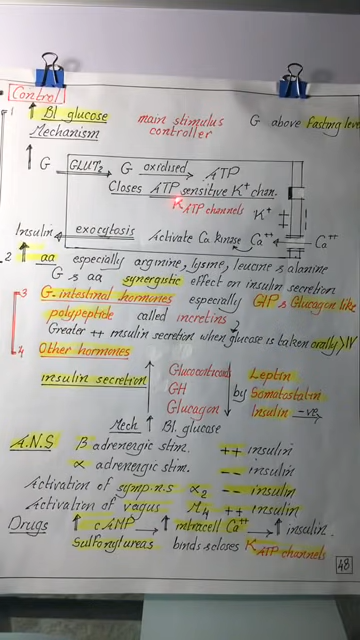 Control
1 ↑ Bl glucose main stimulus G above fasting level
Mechanism controller
↑ G GLUT2 G oxidised ATP
Closes ATP sensitive K+ chan.
KATP channels K+
Insulin exocytosis Activate Ca kinase Ca++ Ca++
2 ↑ aa especially arginine, lysine, leucine & alanine
G & aa synergistic effect on insulin secretion
3 G-intestinal hormones especially GIP & Glucagon like
polypeptide called incretins
Greater ++ insulin secretion when glucose is taken orally > IV
4 Other hormones
insulin secretion ↑ Glucocorticoids ↓ by Leptin
GH Somatostatin
Glucagon Insulin -ve
Mech ↑ Bl. glucose
A.N.S β adrenergic stim. ++ insulin
α adrenergic stim. -- insulin
Activation of symp.n.s α2 -- insulin
Activation of vagus M4 ++ insulin
Drugs ↑ cAMP → ↑ intracell Ca++ → ↑ insulin.
Sulfonylureas binds & closes KATP channels
48